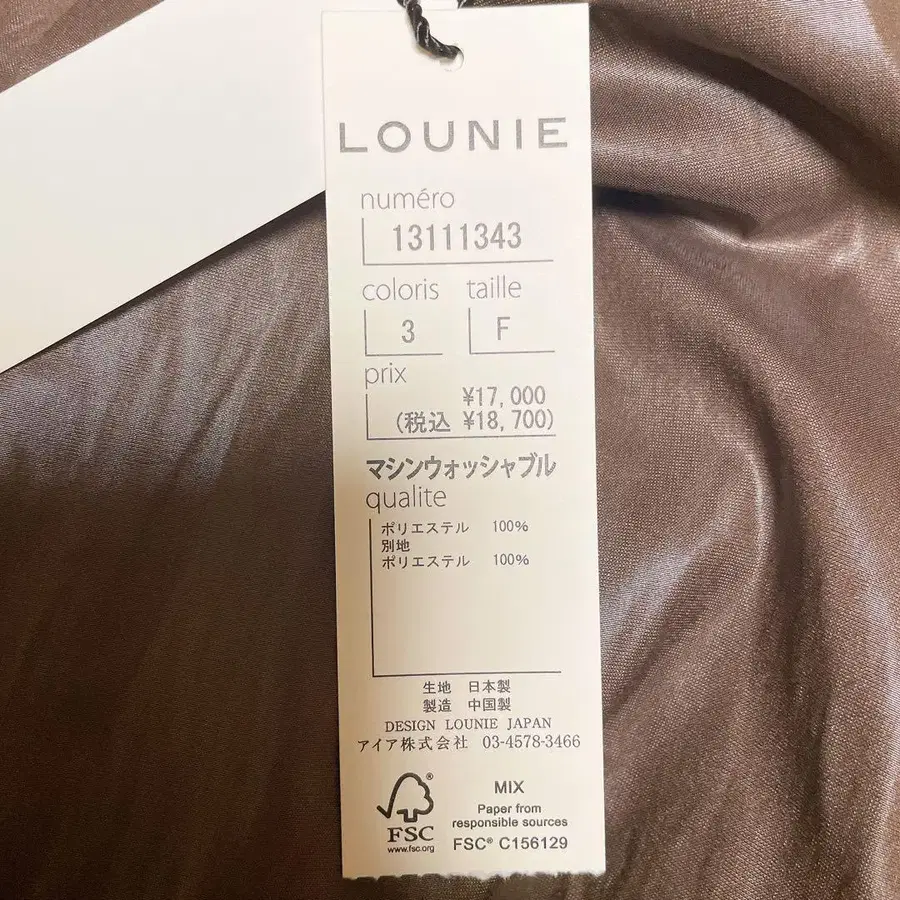 LOUNIE
numéro
13111343
coloris taille
3 F
prix
¥17,000
(税込 ¥18,700)
マシンウォッシャブル
qualite
ポリエステル 100%
別地
ポリエステル 100%
生地 日本製
製造 中国製
DESIGN LOUNIE JAPAN
アイア株式会社 03-4578-3466
FSC®
www.fsc.org
MIX
Paper from
responsible sources
FSC® C156129